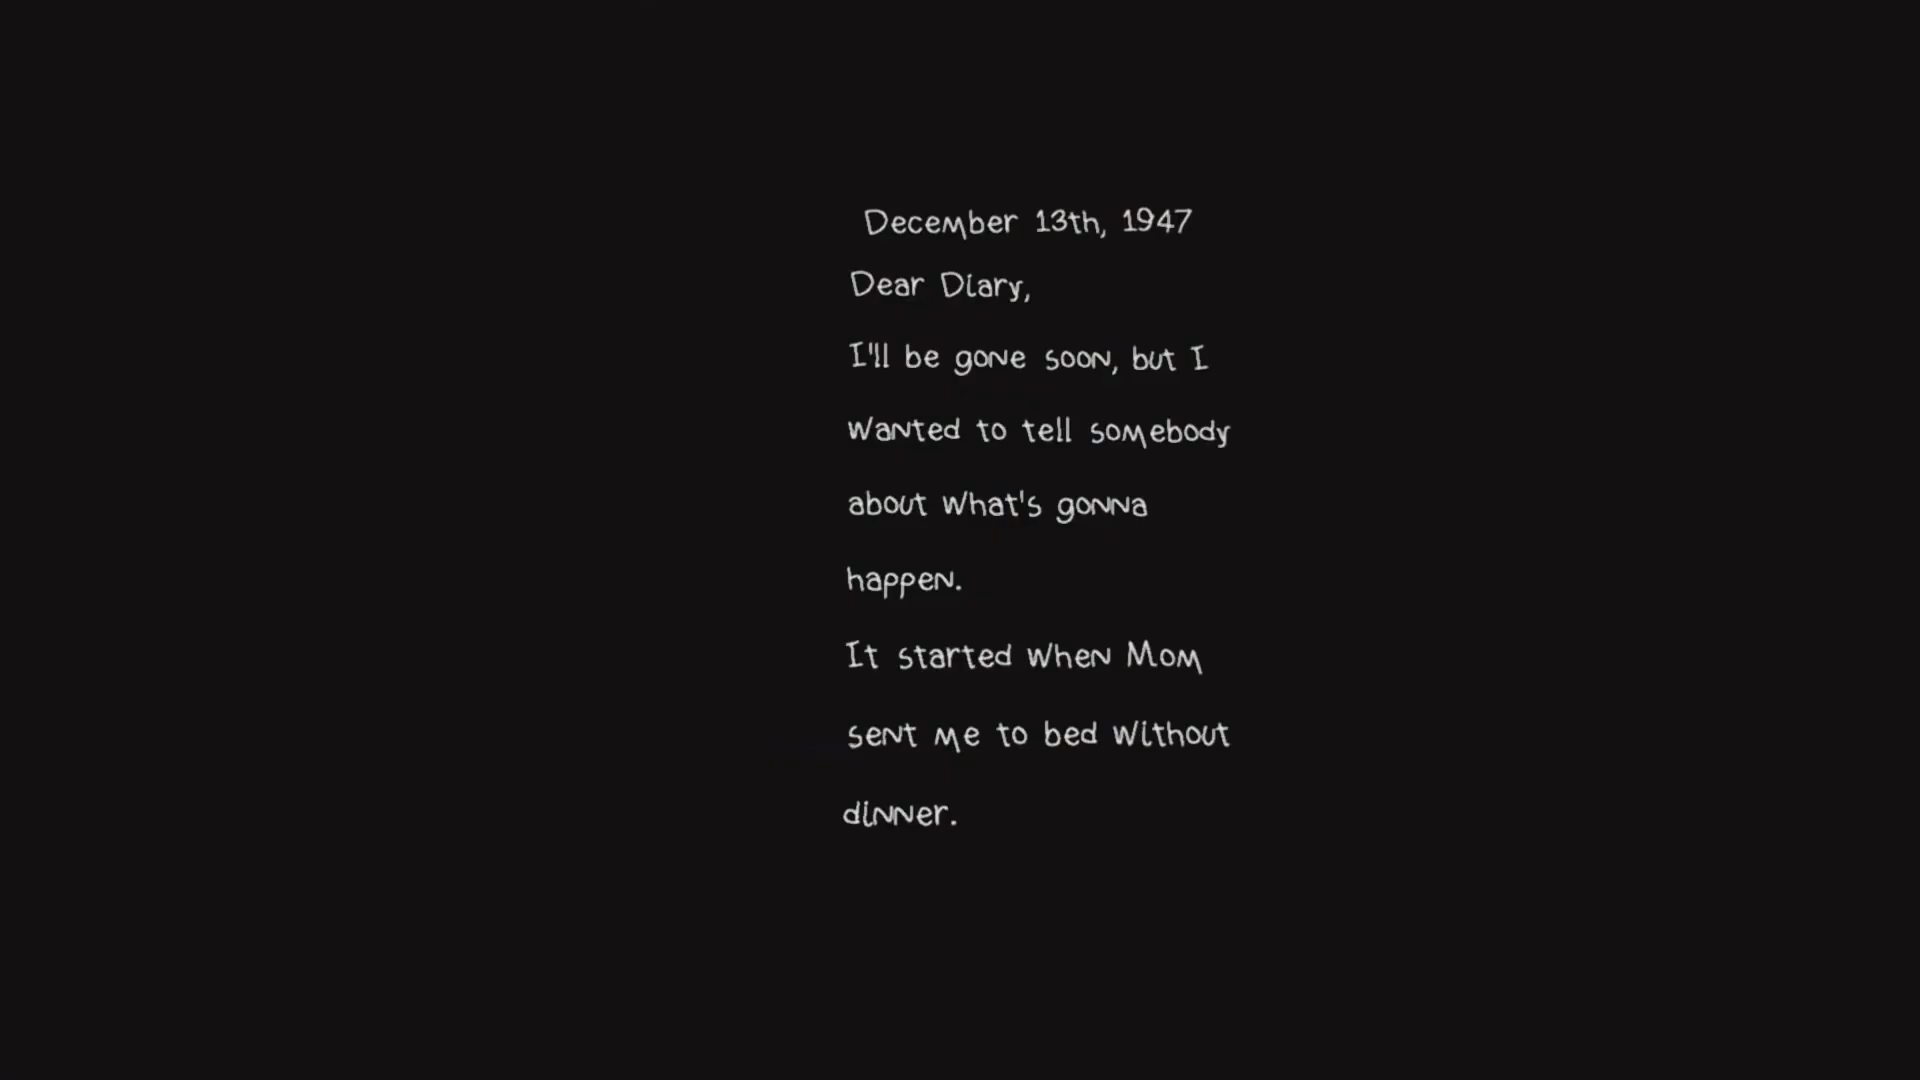 December 13th, 1947
Dear Diary,
I'll be gone soon, but I
wanted to tell somebody
about what's gonna
happen.
It started when Mom
sent me to bed without
dinner.